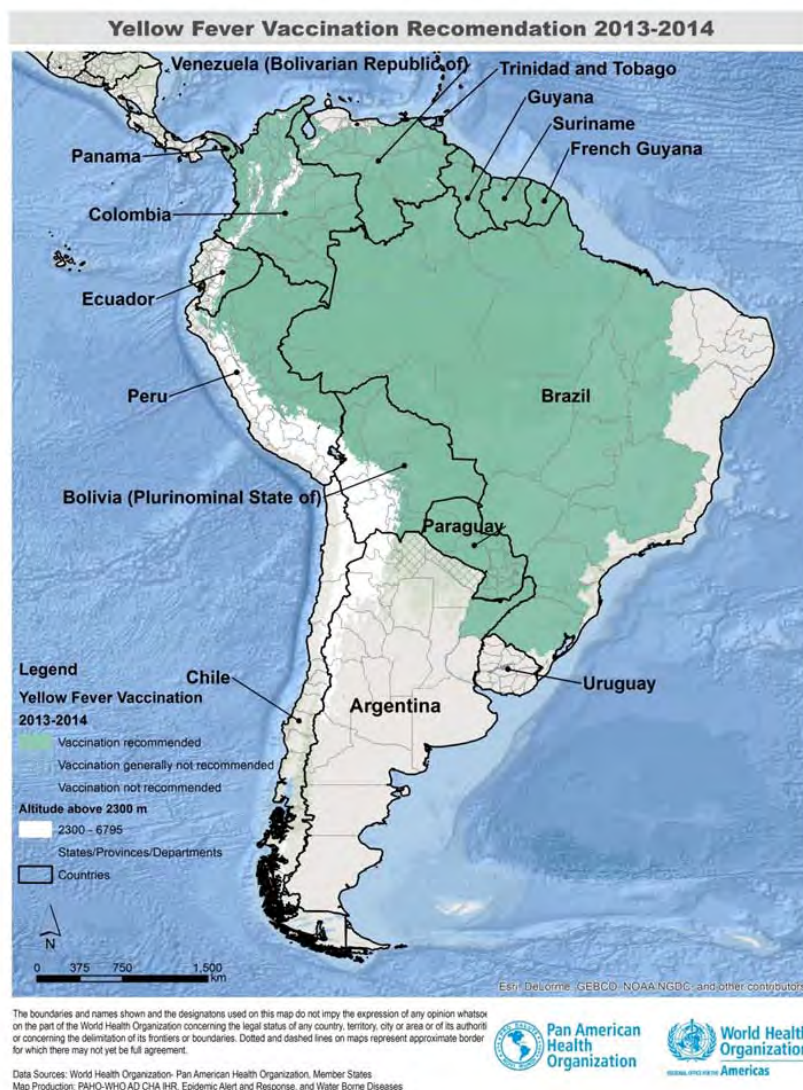 Yellow Fever Vaccination Recomendation 2013-2014
Venezuela (Bolivarian Republic of)
Trinidad and Tobago
Guyana
Suriname
French Guyana
Panama
Colombia
Ecuador
Peru
Brazil
Bolivia (Plurinominal State of)
Paraguay
Chile
Uruguay
Argentina
Legend
Yellow Fever Vaccination
2013-2014
Vaccination recommended
Vaccination generally not recommended
Vaccination not recommended
Altitude above 2300 m
2300 - 6795
States/Provinces/Departments
Countries
N
0 375 750 1,500
km
Esri, DeLorme, GEBCO, NOAA NGDC, and other contributors
The boundaries and names shown and the designatons used on this map do not impy the expression of any opinion whatsoe
on the part of the World Health Organization concerning the legal status of any country, territory, city or area or of its authoriti
or concerning the delimitation of its frontiers or boundaries. Dotted and dashed lines on maps represent approximate border
for which there may not yet be full agreement.
Data Sources: World Health Organization- Pan American Health Organization, Member States
Map Production: PAHO-WHO AD CHA IHR, Epidemic Alert and Response, and Water Borne Diseases
Pan American
Health
Organization
World Health
Organization
REGIONAL OFFICE FOR THE Americas